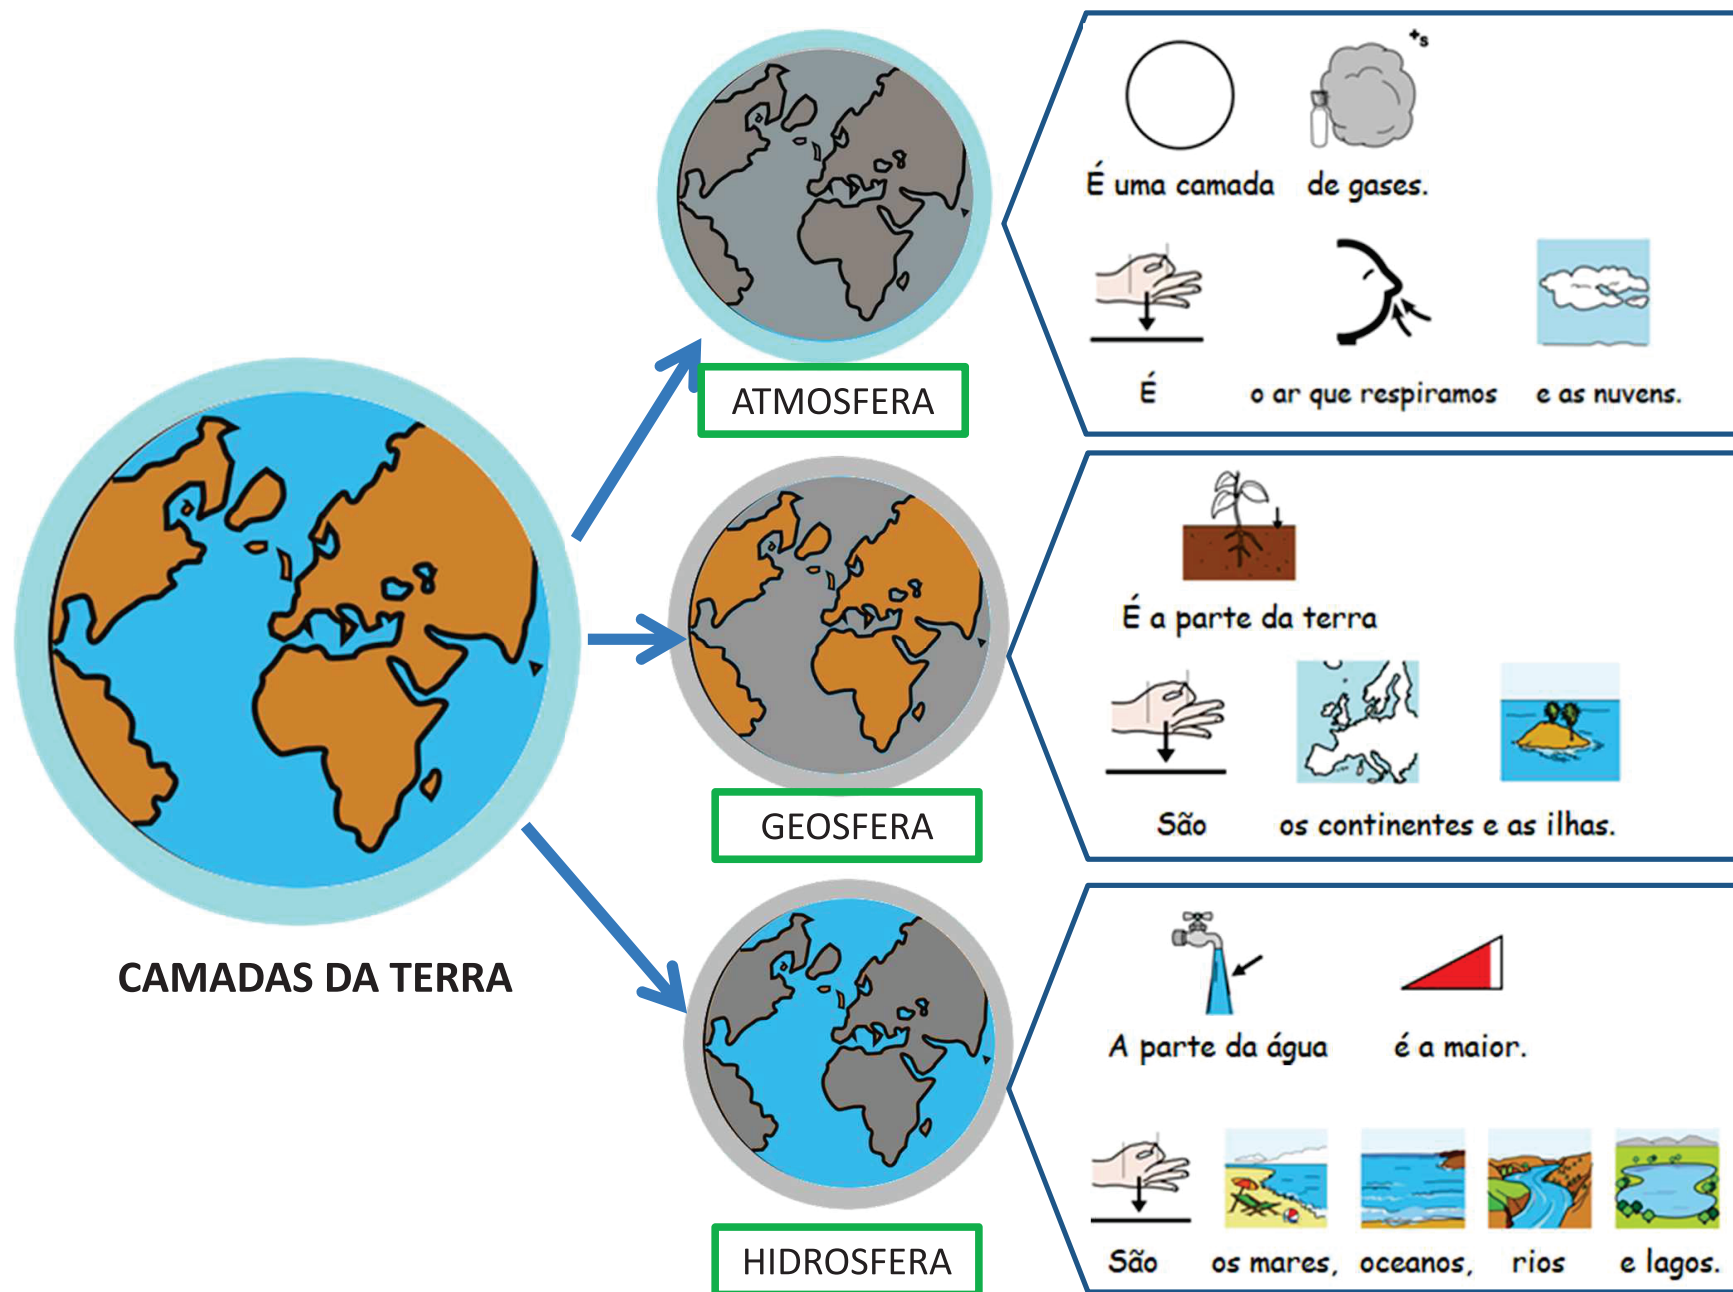 CAMADAS DA TERRA
ATMOSFERA
+s
É uma camada de gases.
É o ar que respiramos e as nuvens.
GEOSFERA
É a parte da terra
São os continentes e as ilhas.
HIDROSFERA
A parte da água é a maior.
São os mares, oceanos, rios e lagos.